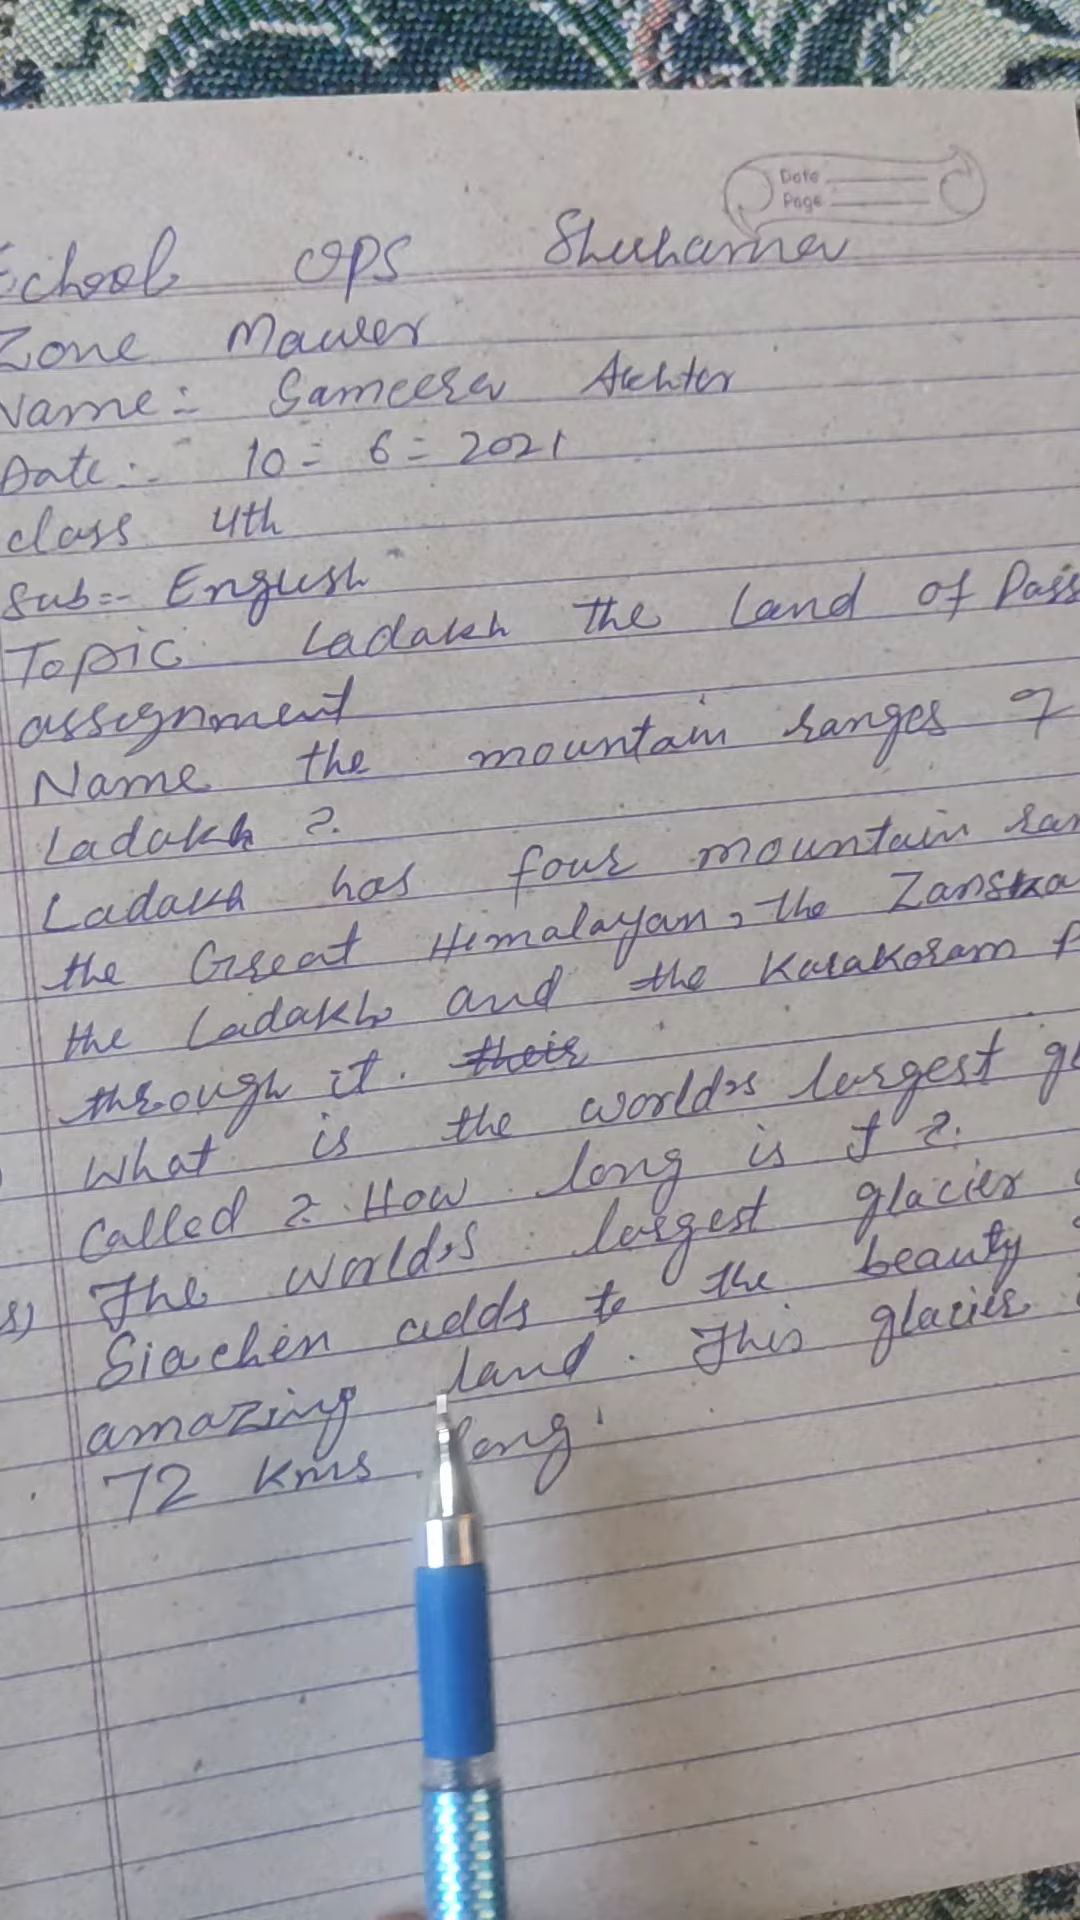 Date
Page
School GPS Shuhama
Zone Mawer
Name:- Sameera Akhter
Date:- 10 - 6 - 2021
class 4th
Sub:- English
Topic Ladakh the Land of Pass
assignment
Name the mountain ranges of
Ladakh ?
Ladakh has four mountain ran
the Great Himalayan, the Zanska
the Ladakh and the Karakoram P
through it. their
What is the world's largest gl
Called ? How long is it ?
s) The world's largest glacier
Siachen adds to the beauty
amazing land. This glacier
72 kms long.